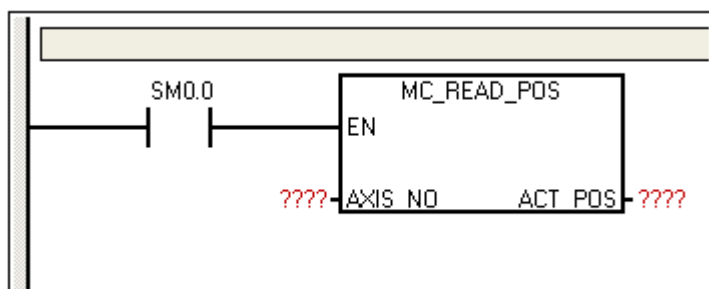 SM0.0
MC_READ_POS
EN
???? AXIS_NO ACT_POS ????